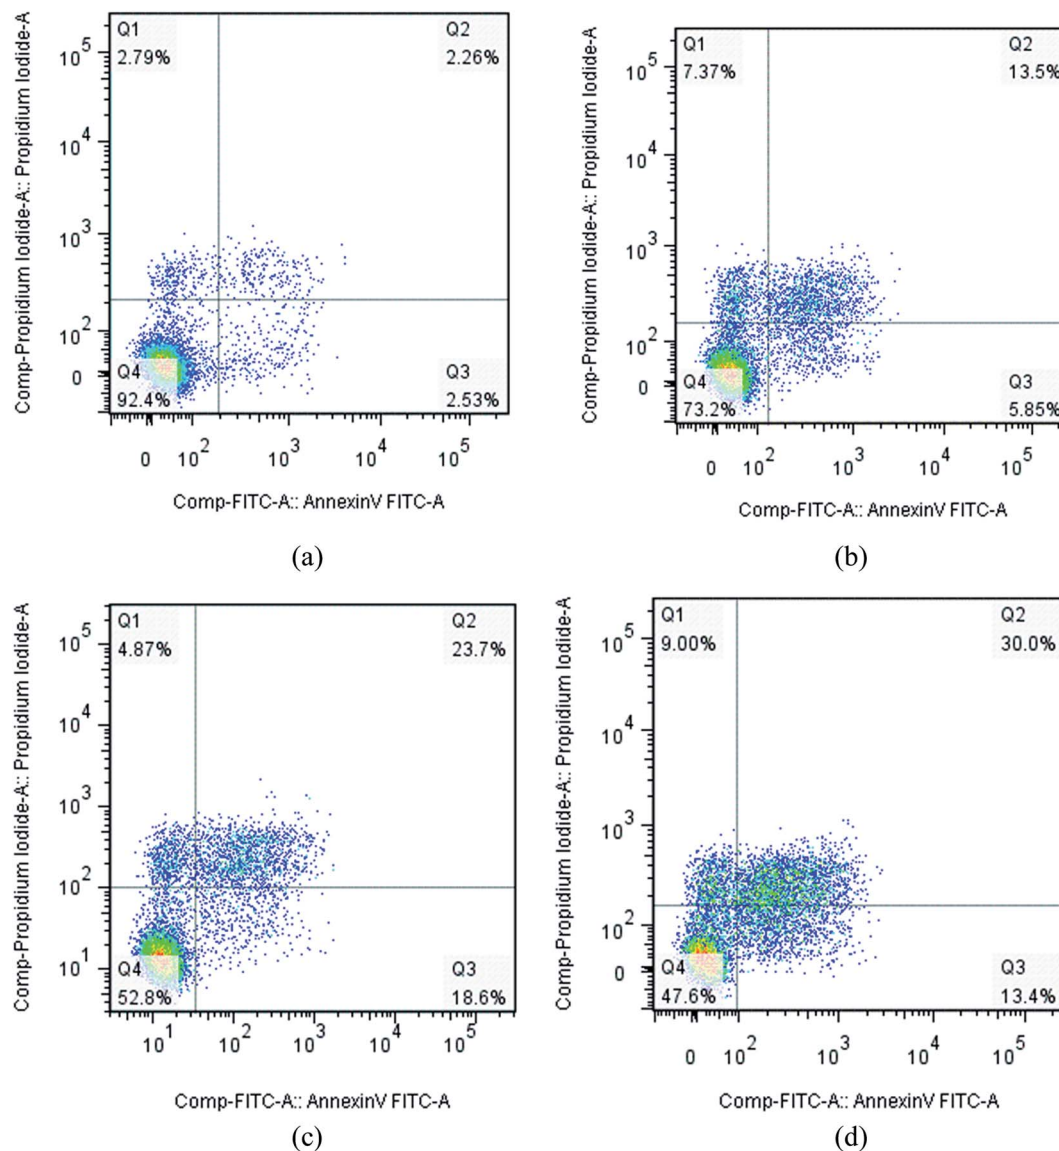 Q1
2.79%
Q2
2.26%
10^5
10^4
10^3
10^2
0
Q4
92.4%
Q3
2.53%
0 10^2 10^3 10^4 10^5
Comp-Propidium Iodide-A:: Propidium Iodide-A
Comp-FITC-A:: AnnexinV FITC-A
(a)
Q1
7.37%
Q2
13.5%
10^5
10^4
10^3
10^2
0
Q4
73.2%
Q3
5.85%
0 10^2 10^3 10^4 10^5
Comp-Propidium Iodide-A:: Propidium Iodide-A
Comp-FITC-A:: AnnexinV FITC-A
(b)
Q1
4.87%
Q2
23.7%
10^5
10^4
10^3
10^2
10^1
Q4
52.8%
Q3
18.6%
10^1 10^2 10^3 10^4 10^5
Comp-Propidium Iodide-A:: Propidium Iodide-A
Comp-FITC-A:: AnnexinV FITC-A
(c)
Q1
9.00%
Q2
30.0%
10^5
10^4
10^3
10^2
0
Q4
47.6%
Q3
13.4%
0 10^2 10^3 10^4 10^5
Comp-Propidium Iodide-A:: Propidium Iodide-A
Comp-FITC-A:: AnnexinV FITC-A
(d)